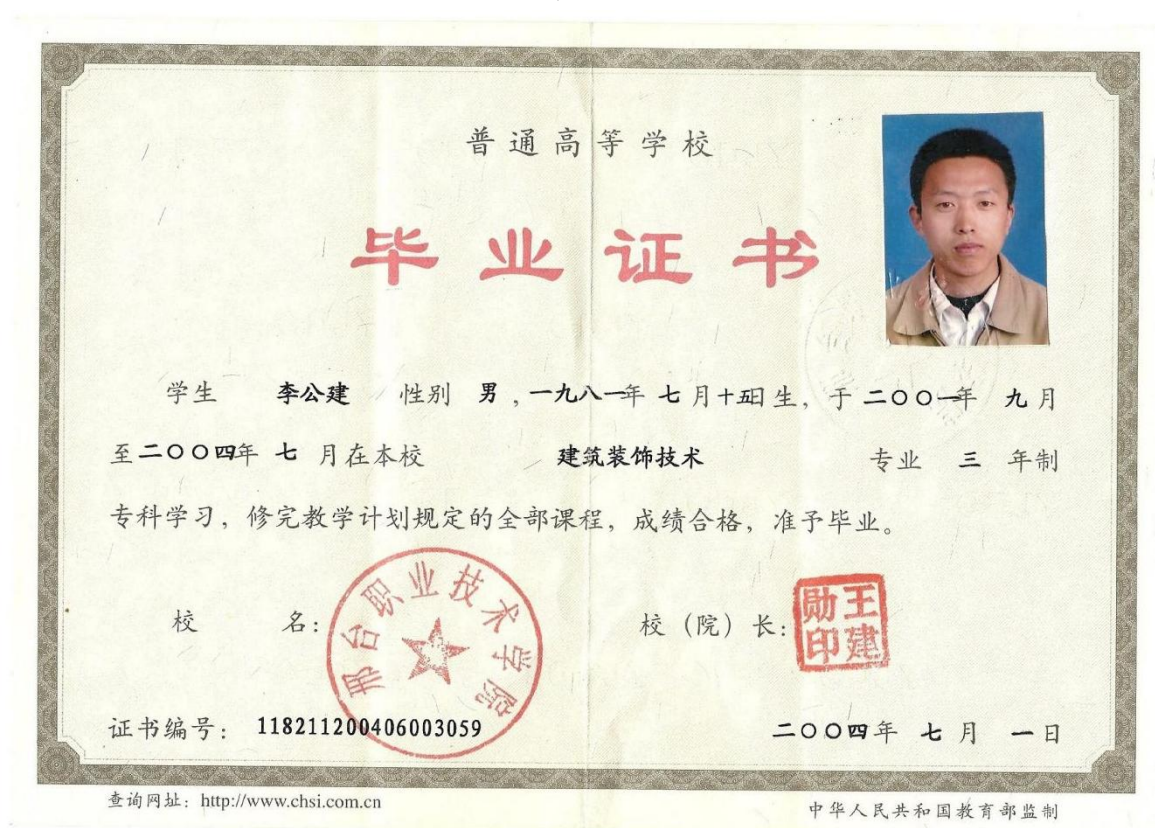 普通高等学校
毕业证书
学生 李公建 性别 男,一九八一年 七月十五日生,于二〇〇一年 九月
至二〇〇四年 七 月在本校 建筑装饰技术 专业 三 年制
专科学习,修完教学计划规定的全部课程,成绩合格,准予毕业。
校 名:
邢台职业技术学院
校(院)长:
王建勋印
证书编号: 118211200406003059
二〇〇四年 七月 一日
查询网址:http://www.chsi.com.cn
中华人民共和国教育部监制